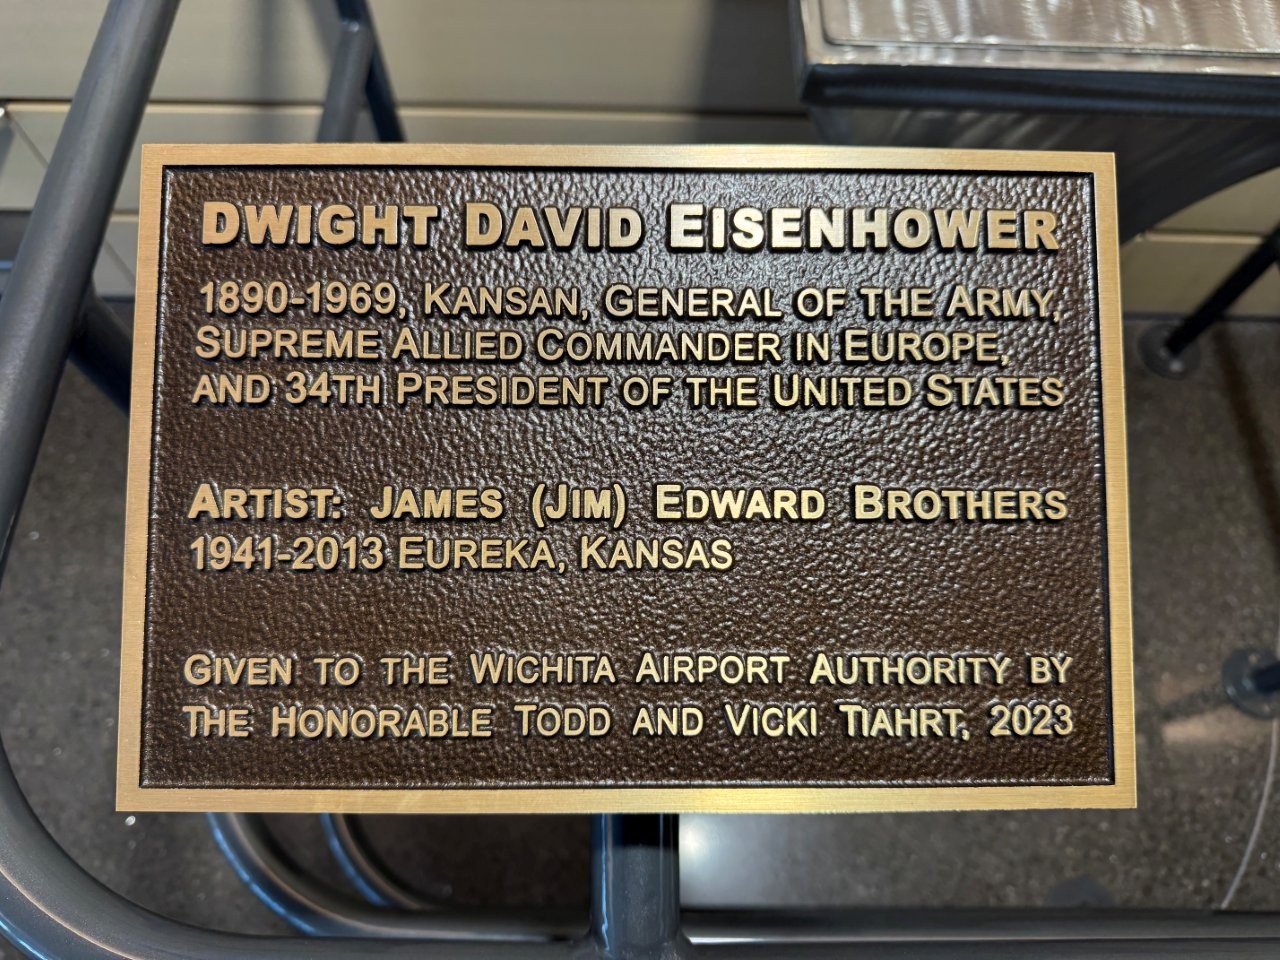 DWIGHT DAVID EISENHOWER
1890-1969, KANSAN, GENERAL OF THE ARMY,
SUPREME ALLIED COMMANDER IN EUROPE,
AND 34TH PRESIDENT OF THE UNITED STATES
ARTIST: JAMES (JIM) EDWARD BROTHERS
1941-2013 EUREKA, KANSAS
GIVEN TO THE WICHITA AIRPORT AUTHORITY BY
THE HONORABLE TODD AND VICKI TIAHRT, 2023